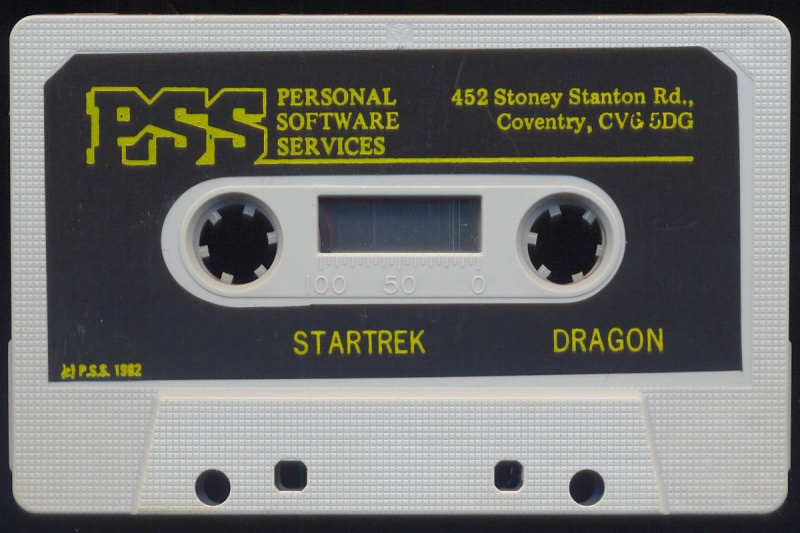 PSS
PERSONAL
SOFTWARE
SERVICES
452 Stoney Stanton Rd.,
Coventry, CV6 5DG
100 50 0
STARTREK DRAGON
(c) P.S.S. 1982